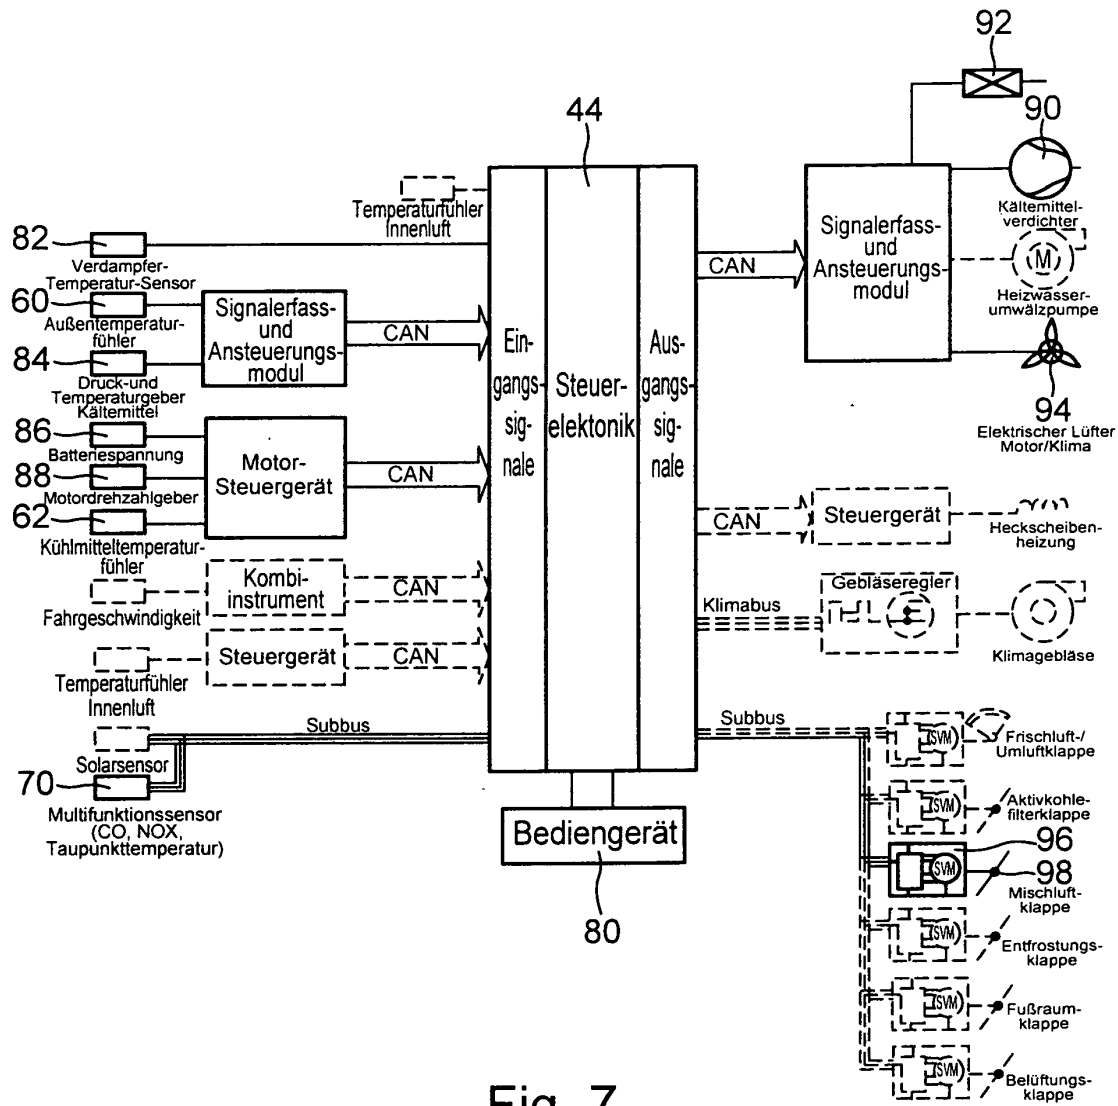 92
44
90
Kältemittel-
verdichter
Temperaturfühler
Innenluft
82
Verdampfer-
Temperatur-Sensor
60
Außentemperatur-
fühler
84
Druck-und
Temperaturgeber
Kältemittel
Signalerfass-
und
Ansteuerungs-
modul
CAN
86
Batteriespannung
88
Motordrehzahlgeber
62
Kühlmitteltemperatur-
fühler
Motor-
Steuergerät
CAN
Fahrgeschwindigkeit
Kombi-
instrument
CAN
Temperaturfühler
Innenluft
Steuergerät
CAN
Solarsensor
Subbus
70
Multifunktionssensor
(CO, NOX,
Taupunkttemperatur)
Ein-
gangs-
sig-
nale
Steuer-
elektonik
Aus-
gangs-
sig-
nale
Bediengerät
80
CAN
Signalerfass-
und
Ansteuerungs-
modul
M
Heizwasser-
umwälzpumpe
94
Elektrischer Lüfter
Motor/Klima
CAN
Steuergerät
Heckscheiben-
heizung
Klimabus
Gebläseregler
Klimagebläse
Subbus
SVM
Frischluft-/
Umluftklappe
SVM
Aktivkohle-
filterklappe
96
SVM
98
Mischluft-
klappe
SVM
Entfrostungs-
klappe
SVM
Fußraum-
klappe
SVM
Belüftungs-
klappe
Fig. 7